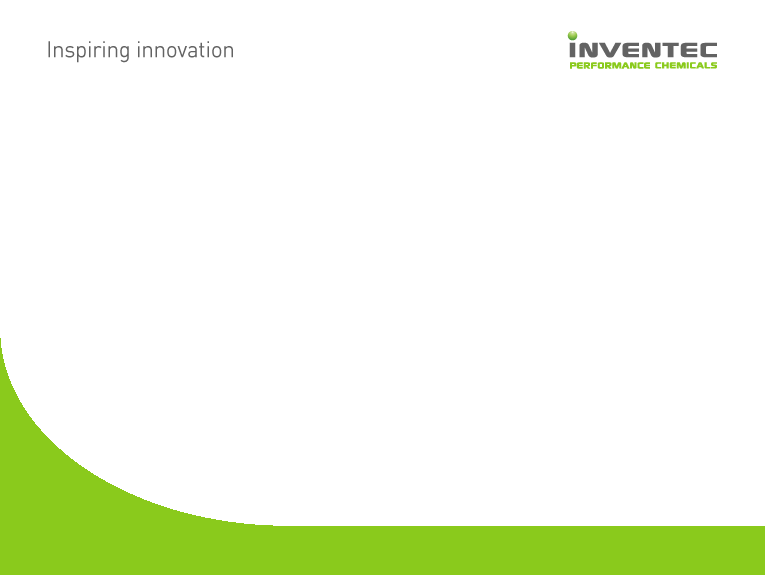 Inspiring innovation
INVENTEC
PERFORMANCE CHEMICALS